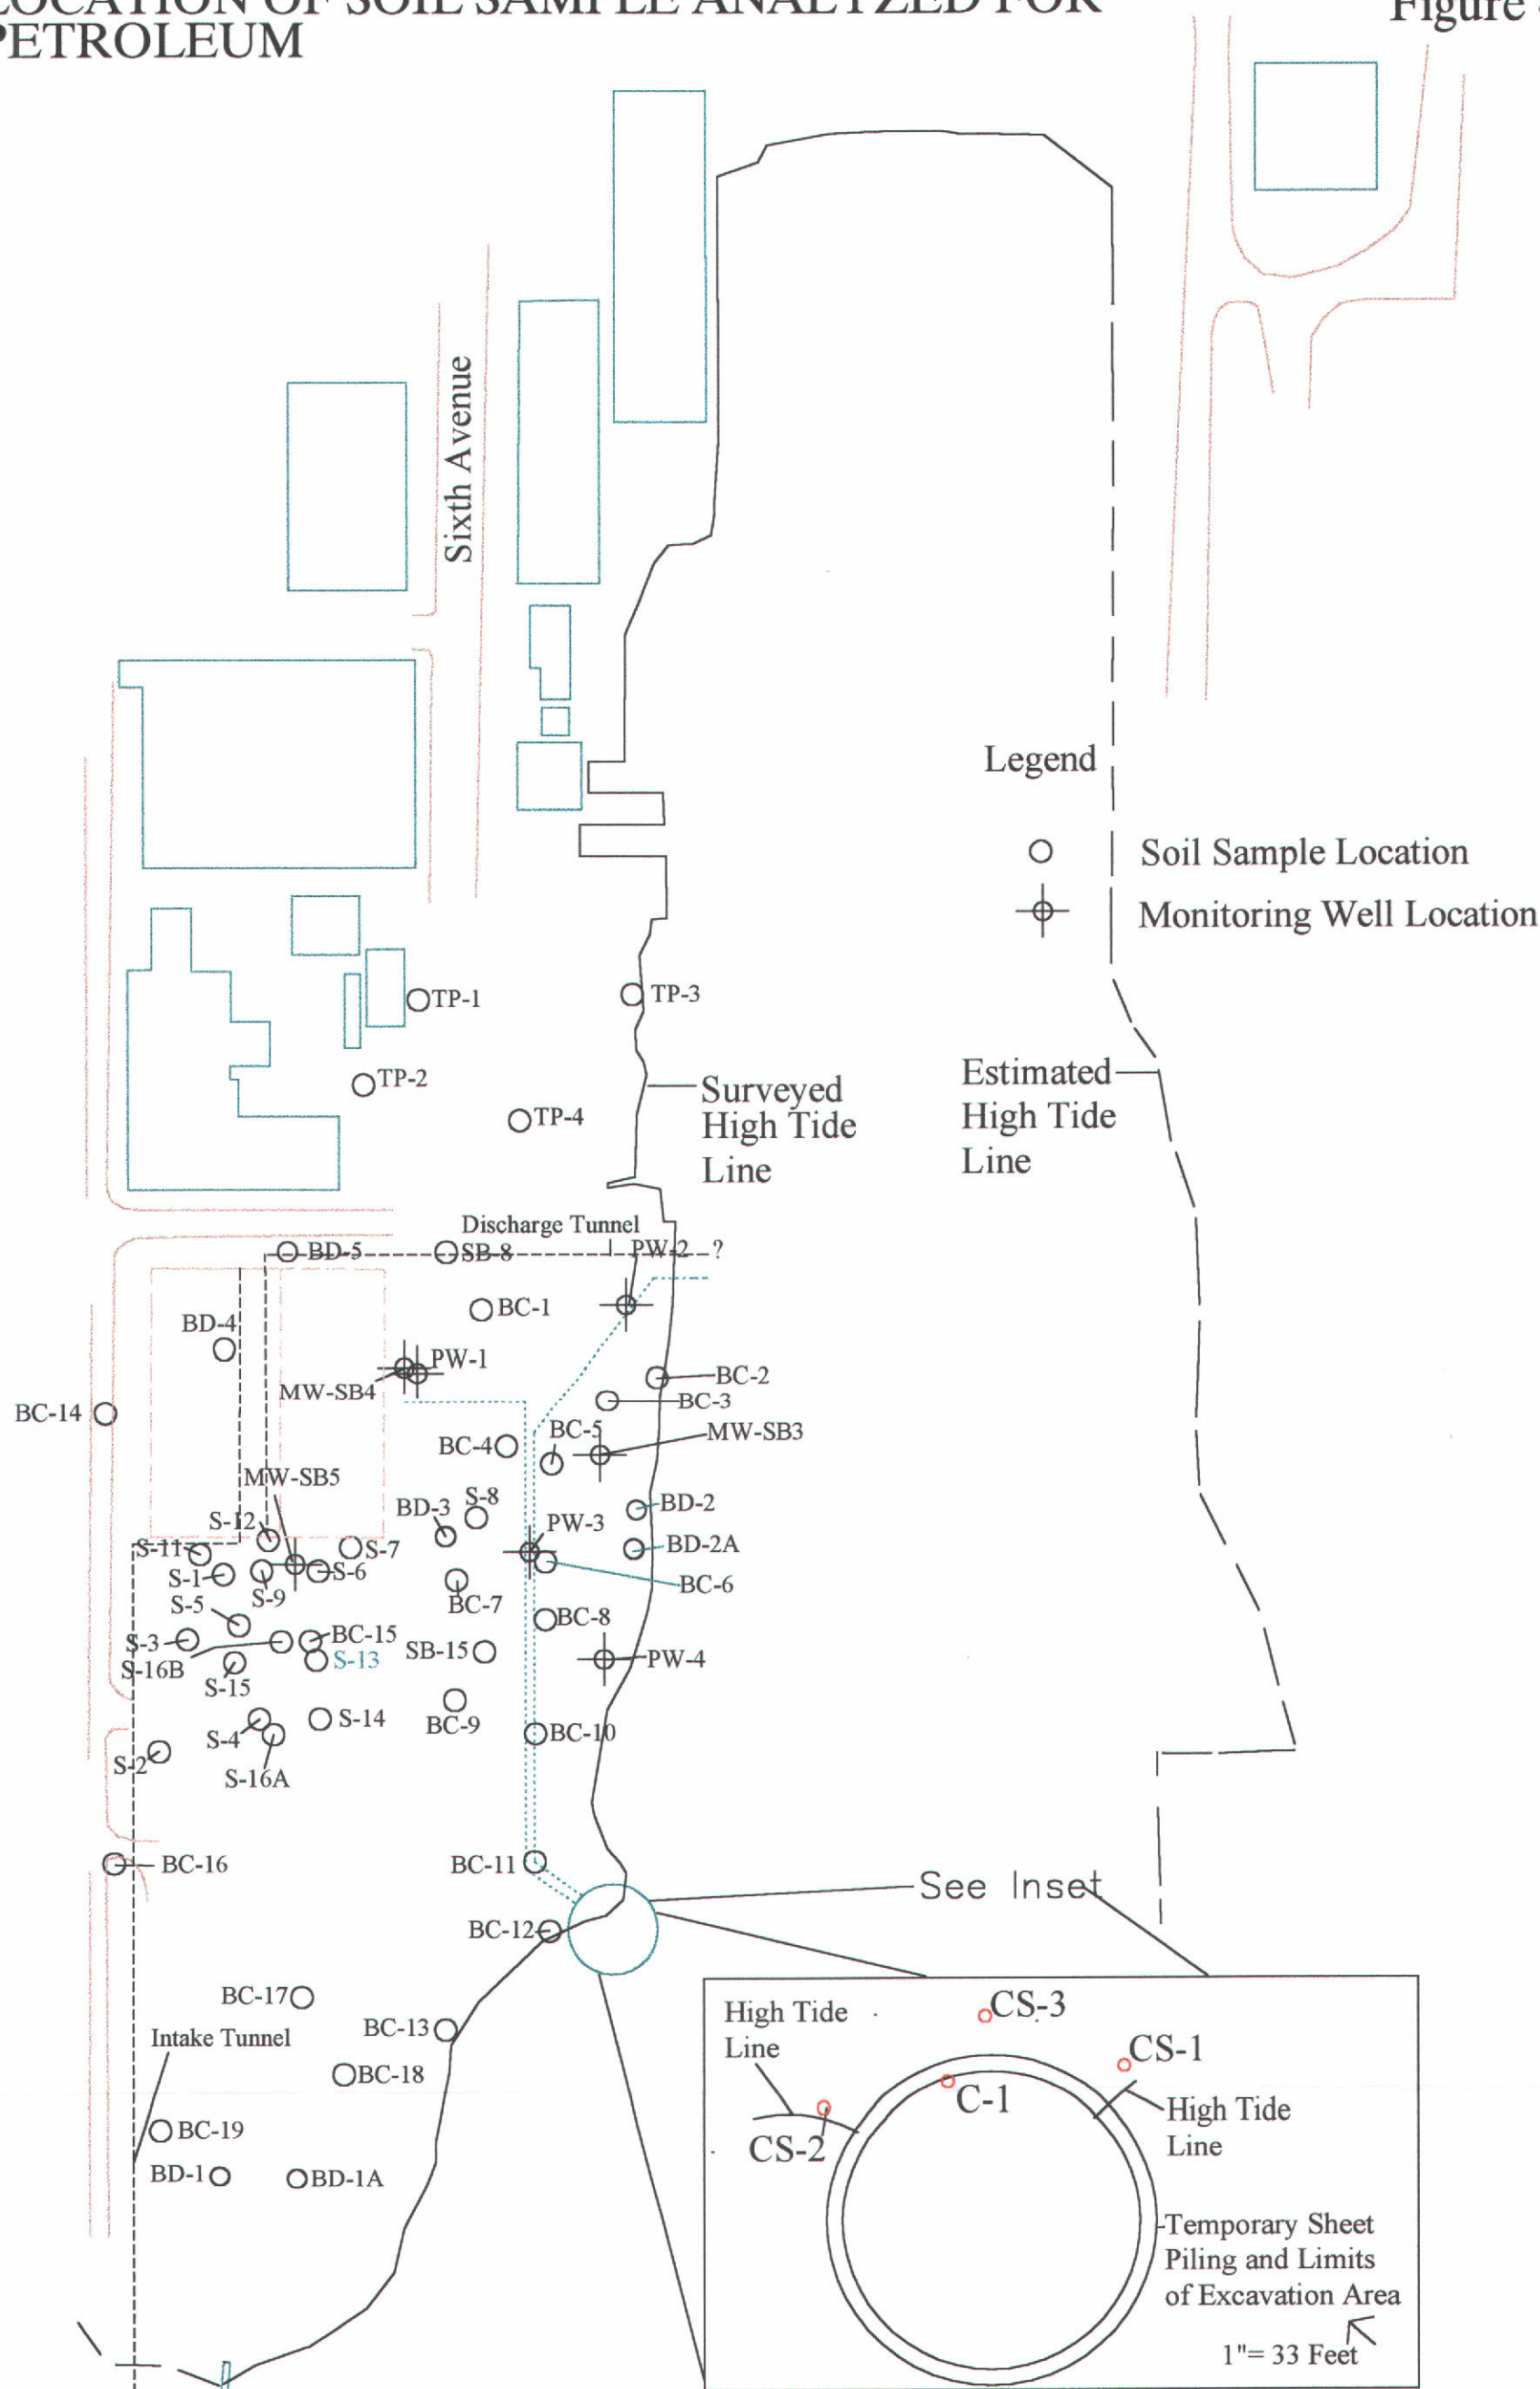 LOCATION OF SOIL SAMPLE ANALYZED FOR
PETROLEUM
Figure
Sixth Avenue
Legend
Soil Sample Location
Monitoring Well Location
TP-1
TP-3
TP-2
TP-4
Surveyed
High Tide
Line
Estimated
High Tide
Line
Discharge Tunnel
BD-5
SB-8
PW-2
?
BC-1
BD-4
PW-1
MW-SB4
BC-2
BC-3
BC-14
BC-4
BC-5
MW-SB3
MW-SB5
BD-3
S-8
BD-2
S-12
PW-3
S-11
S-7
BD-2A
S-1
S-6
BC-6
S-9
S-5
BC-7
BC-8
S-3
BC-15
SB-15
PW-4
S-16B
S-13
S-15
S-14
BC-9
BC-10
S-4
S-2
S-16A
BC-16
BC-11
See Inset
BC-12
BC-17
BC-13
Intake Tunnel
BC-18
BC-19
BD-1
BD-1A
High Tide
Line
CS-3
CS-1
C-1
High Tide
Line
CS-2
Temporary Sheet
Piling and Limits
of Excavation Area
1"= 33 Feet